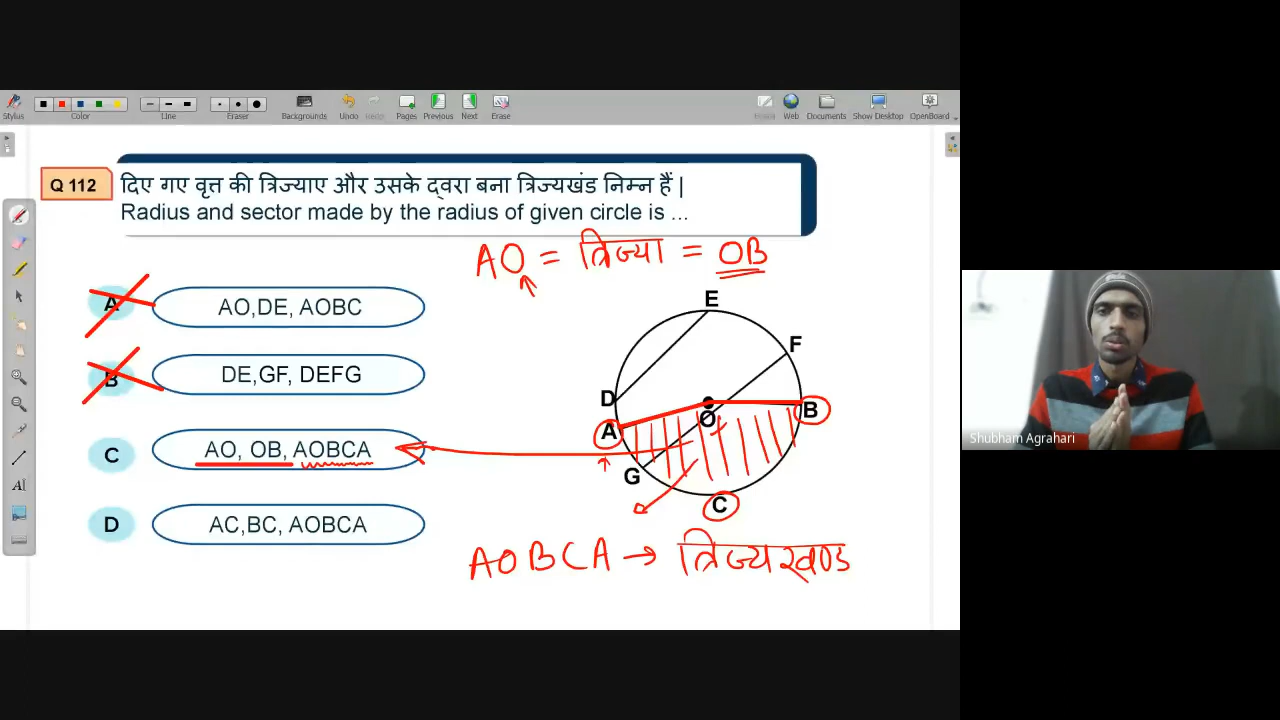 Stylus
Color
Line
Eraser
Backgrounds
Undo
Redo
Pages
Previous
Next
Erase
Board
Web
Documents
Show Desktop
OpenBoard
Q 112
दिए गए वृत्त की त्रिज्याए और उसके द्वरा बना त्रिज्यखंड निम्न हैं |
Radius and sector made by the radius of given circle is ...
AO = त्रिज्या = OB
A
AO,DE, AOBC
B
DE,GF, DEFG
C
AO, OB, AOBCA
D
AC,BC, AOBCA
E
F
D
O
B
A
G
C
AOBCA → त्रिज्यखण्ड
Shubham Agrahari